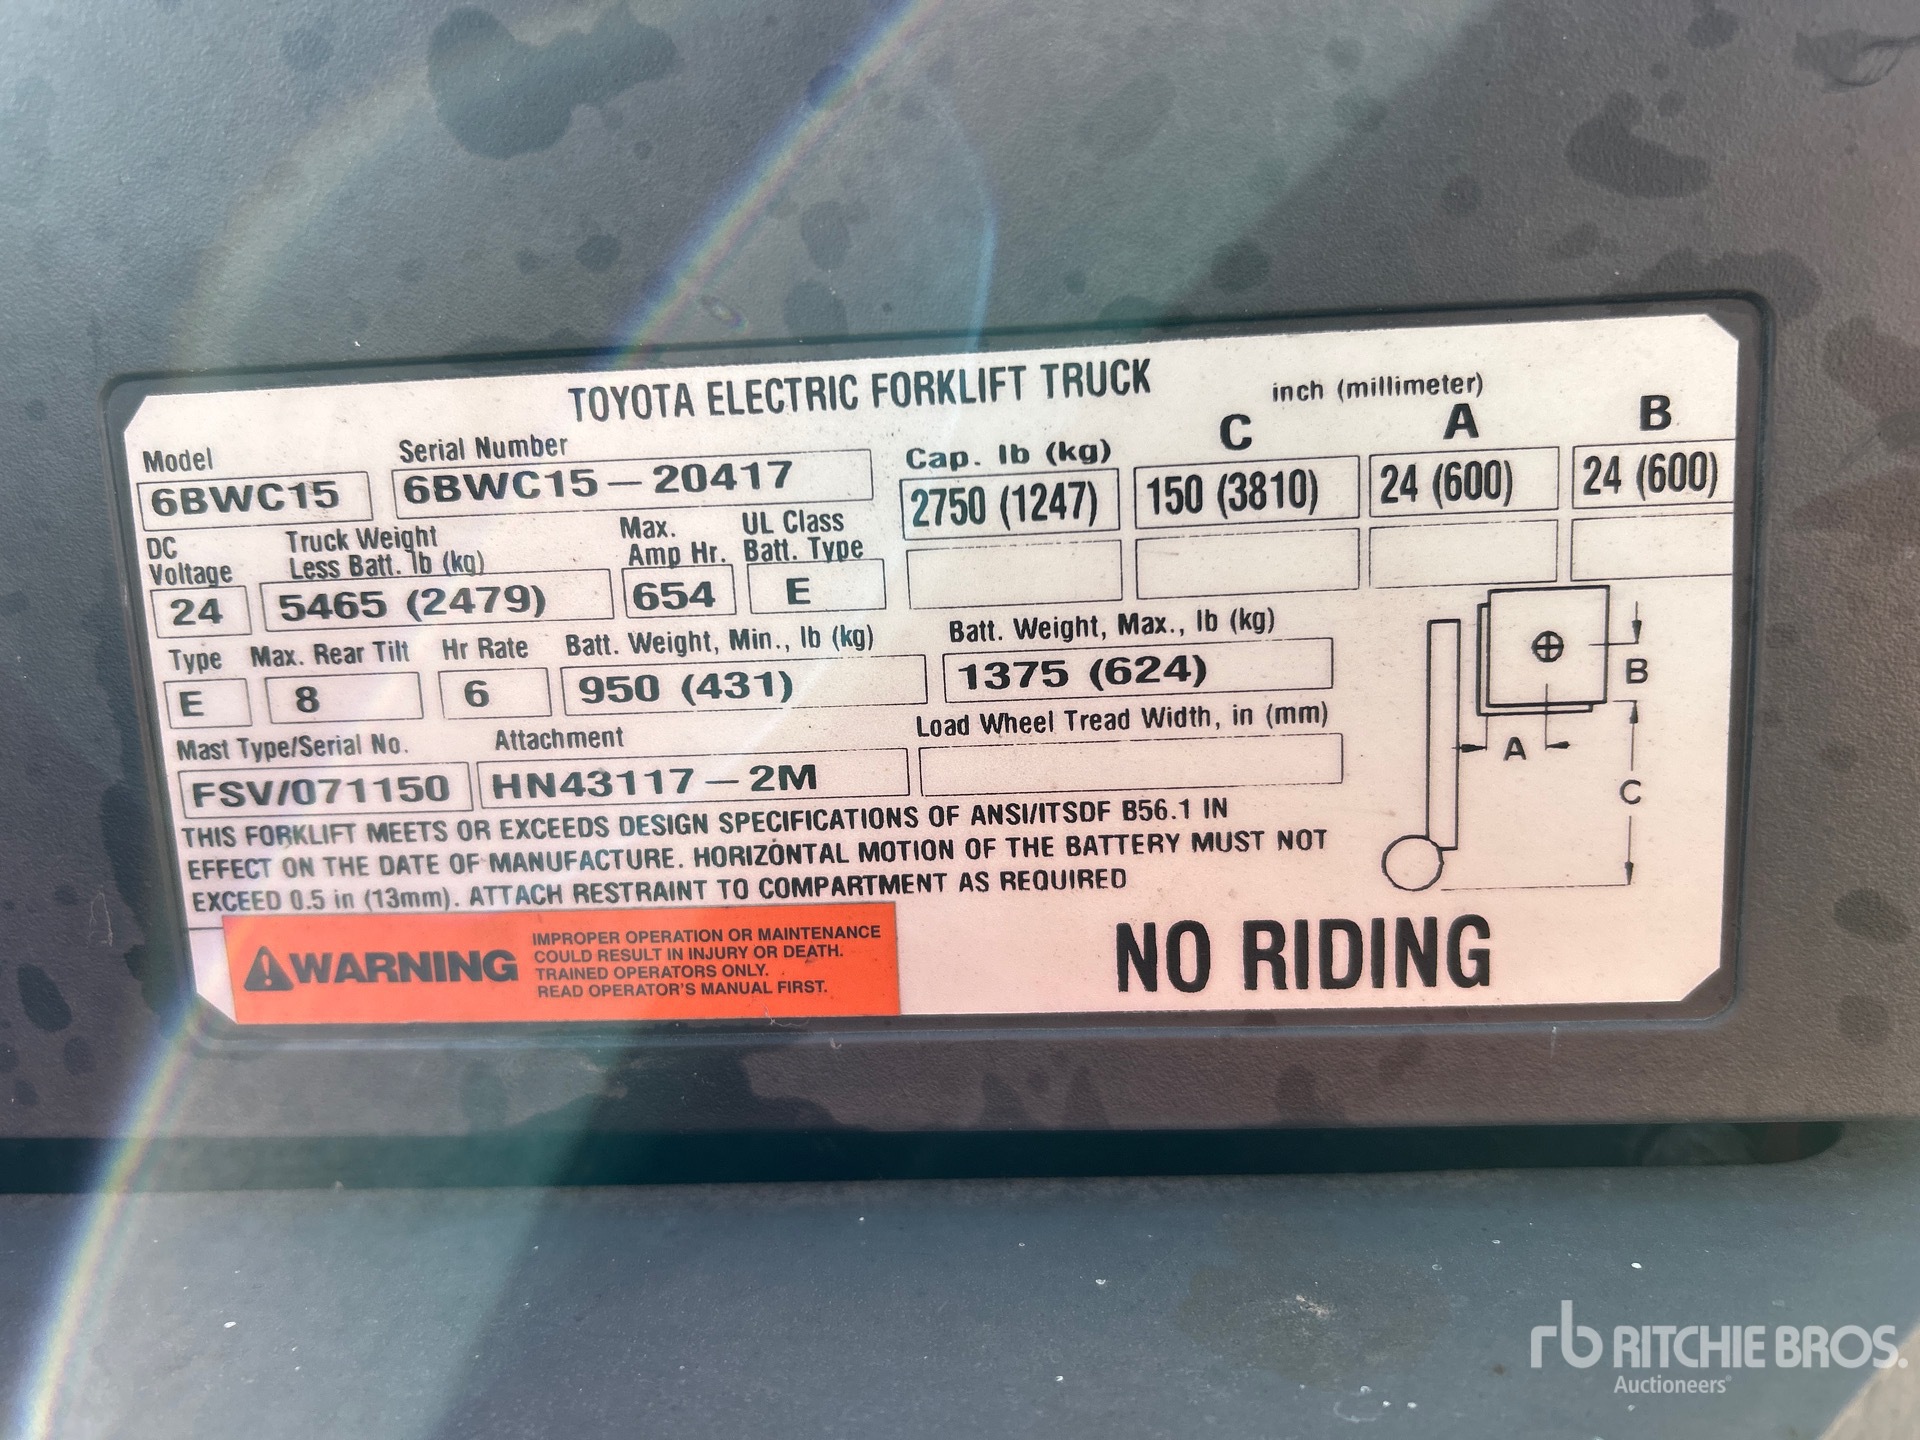 TOYOTA ELECTRIC FORKLIFT TRUCK
inch (millimeter)
Model
Serial Number
Cap. lb (kg)
C
A
B
6BWC15
6BWC15-20417
2750 (1247)
150 (3810)
24 (600)
24 (600)
DC Voltage
Truck Weight Less Batt. lb (kg)
Max. Amp Hr.
UL Class Batt. Type
24
5465 (2479)
654
E
Type
Max. Rear Tilt
Hr Rate
Batt. Weight, Min., lb (kg)
Batt. Weight, Max., lb (kg)
E
8
6
950 (431)
1375 (624)
Mast Type/Serial No.
Attachment
Load Wheel Tread Width, in (mm)
FSV/071150
HN43117-2M
B
A
C
THIS FORKLIFT MEETS OR EXCEEDS DESIGN SPECIFICATIONS OF ANSI/ITSDF B56.1 IN
EFFECT ON THE DATE OF MANUFACTURE. HORIZONTAL MOTION OF THE BATTERY MUST NOT
EXCEED 0.5 in (13mm). ATTACH RESTRAINT TO COMPARTMENT AS REQUIRED
WARNING
IMPROPER OPERATION OR MAINTENANCE
COULD RESULT IN INJURY OR DEATH.
TRAINED OPERATORS ONLY.
READ OPERATOR'S MANUAL FIRST.
NO RIDING
rb RITCHIE BROS.
Auctioneers